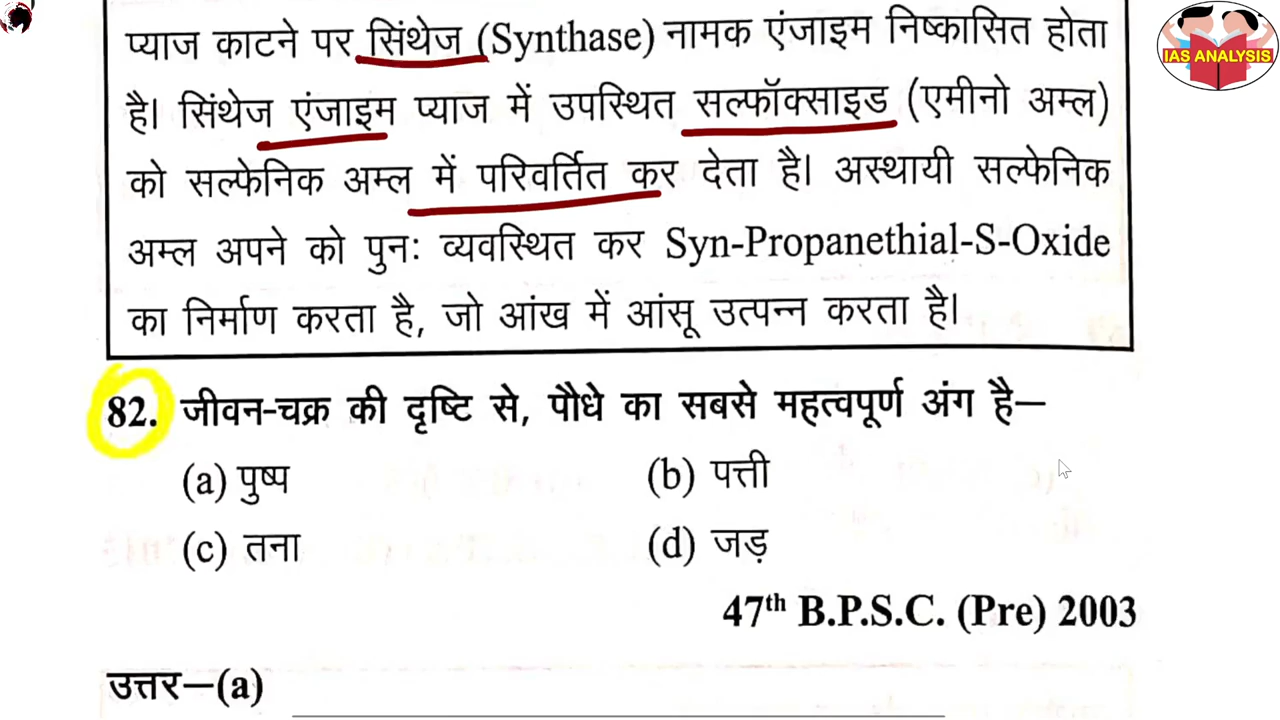 IAS ANALYSIS
प्याज काटने पर सिंथेज (Synthase) नामक एंजाइम निष्कासित होता
है। सिंथेज एंजाइम प्याज में उपस्थित सल्फॉक्साइड (एमीनो अम्ल)
को सल्फेनिक अम्ल में परिवर्तित कर देता है। अस्थायी सल्फेनिक
अम्ल अपने को पुनः व्यवस्थित कर Syn-Propanethial-S-Oxide
का निर्माण करता है, जो आंख में आंसू उत्पन्न करता है।
82. जीवन-चक्र की दृष्टि से, पौधे का सबसे महत्वपूर्ण अंग है—
(a) पुष्प (b) पत्ती
(c) तना (d) जड़
47th B.P.S.C. (Pre) 2003
उत्तर—(a)